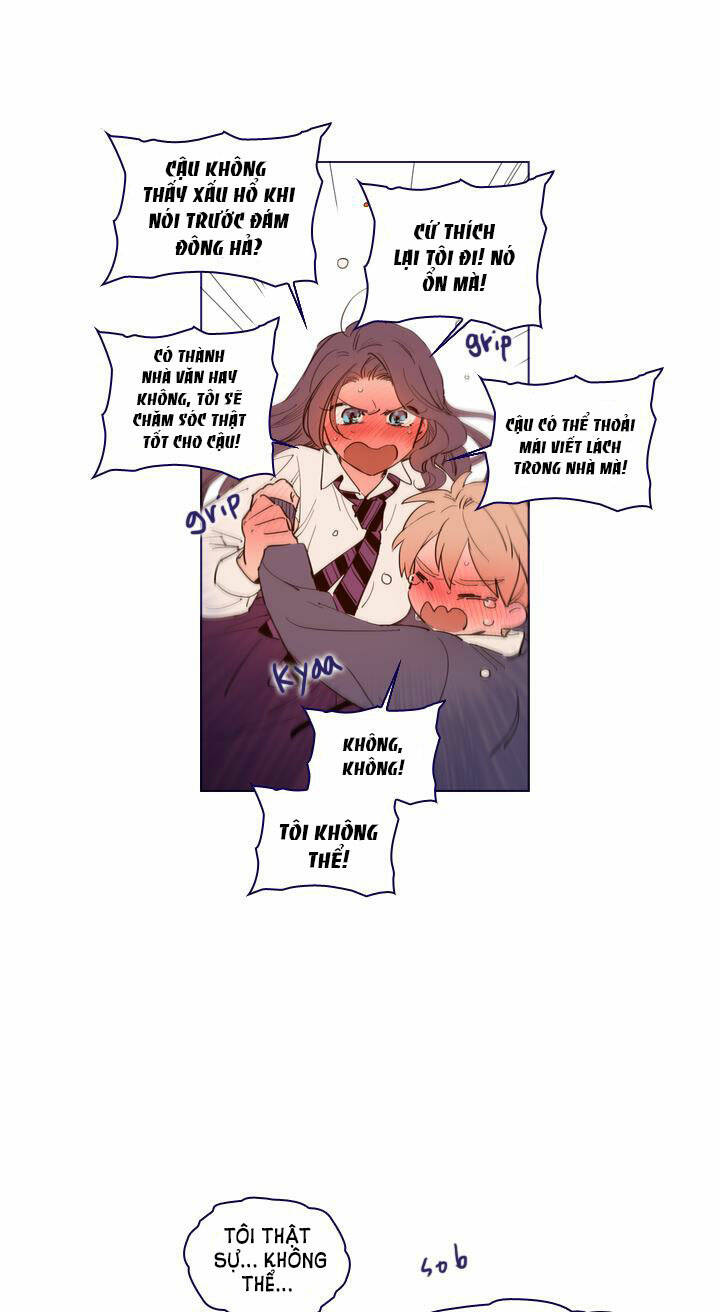 CẬU KHÔNG
THẤY XẤU HỔ KHI
NÓI TRƯỚC ĐÁM
ĐÔNG HẢ?
CỨ THÍCH
LẠI TÔI ĐI! NÓ
ỔN MÀ!
grip
CÓ THÀNH
NHÀ VĂN HAY
KHÔNG, TÔI SẼ
CHĂM SÓC THẬT
TỐT CHO CẬU!
CẬU CÓ THỂ THOẢI
MÁI VIẾT LÁCH
TRONG NHÀ MÀ!
grip
kyaa
KHÔNG,
KHÔNG!
TÔI KHÔNG
THỂ!
TÔI THẬT
SỰ... KHÔNG
THỂ...
sob